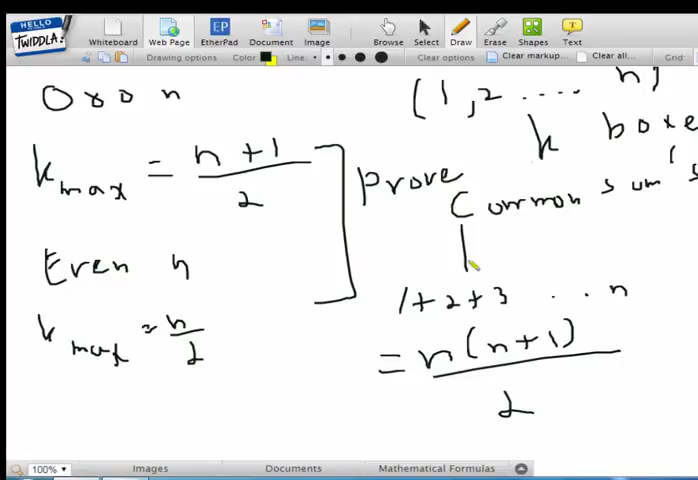 HELLO
TWIDDLA!
Whiteboard Web Page EtherPad Document Image Browse Select Draw Erase Shapes Text
EP
Drawing options Color: Line: Clear options Clear markup... Clear all... Grid:
Odd n
(1,2 .... n)
k boxes
k max = n + 1 / 2
prove
Common sum
Even n
1+2+3 ... n
k max = n / 2
= n(n+1) / 2
100%
Images Documents Mathematical Formulas